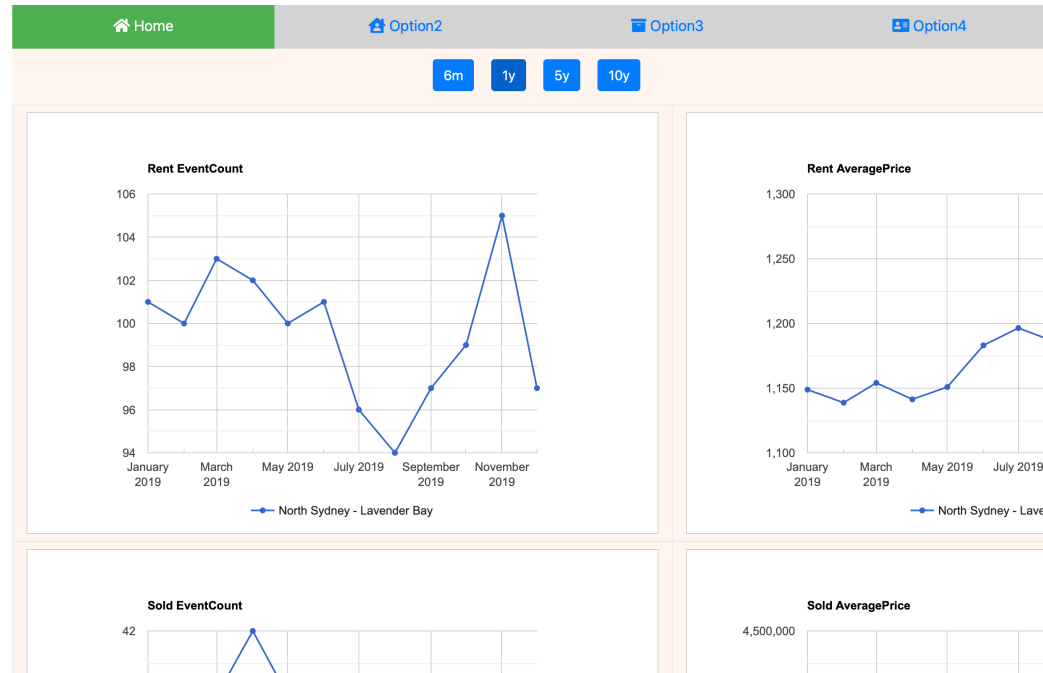 Home Option2 Option3 Option4
6m 1y 5y 10y
Rent EventCount
106
104
102
100
98
96
94
January 2019 March 2019 May 2019 July 2019 September 2019 November 2019
North Sydney - Lavender Bay
Rent AveragePrice
1,300
1,250
1,200
1,150
1,100
January 2019 March 2019 May 2019 July 2019
North Sydney - Lave
Sold EventCount
42
Sold AveragePrice
4,500,000